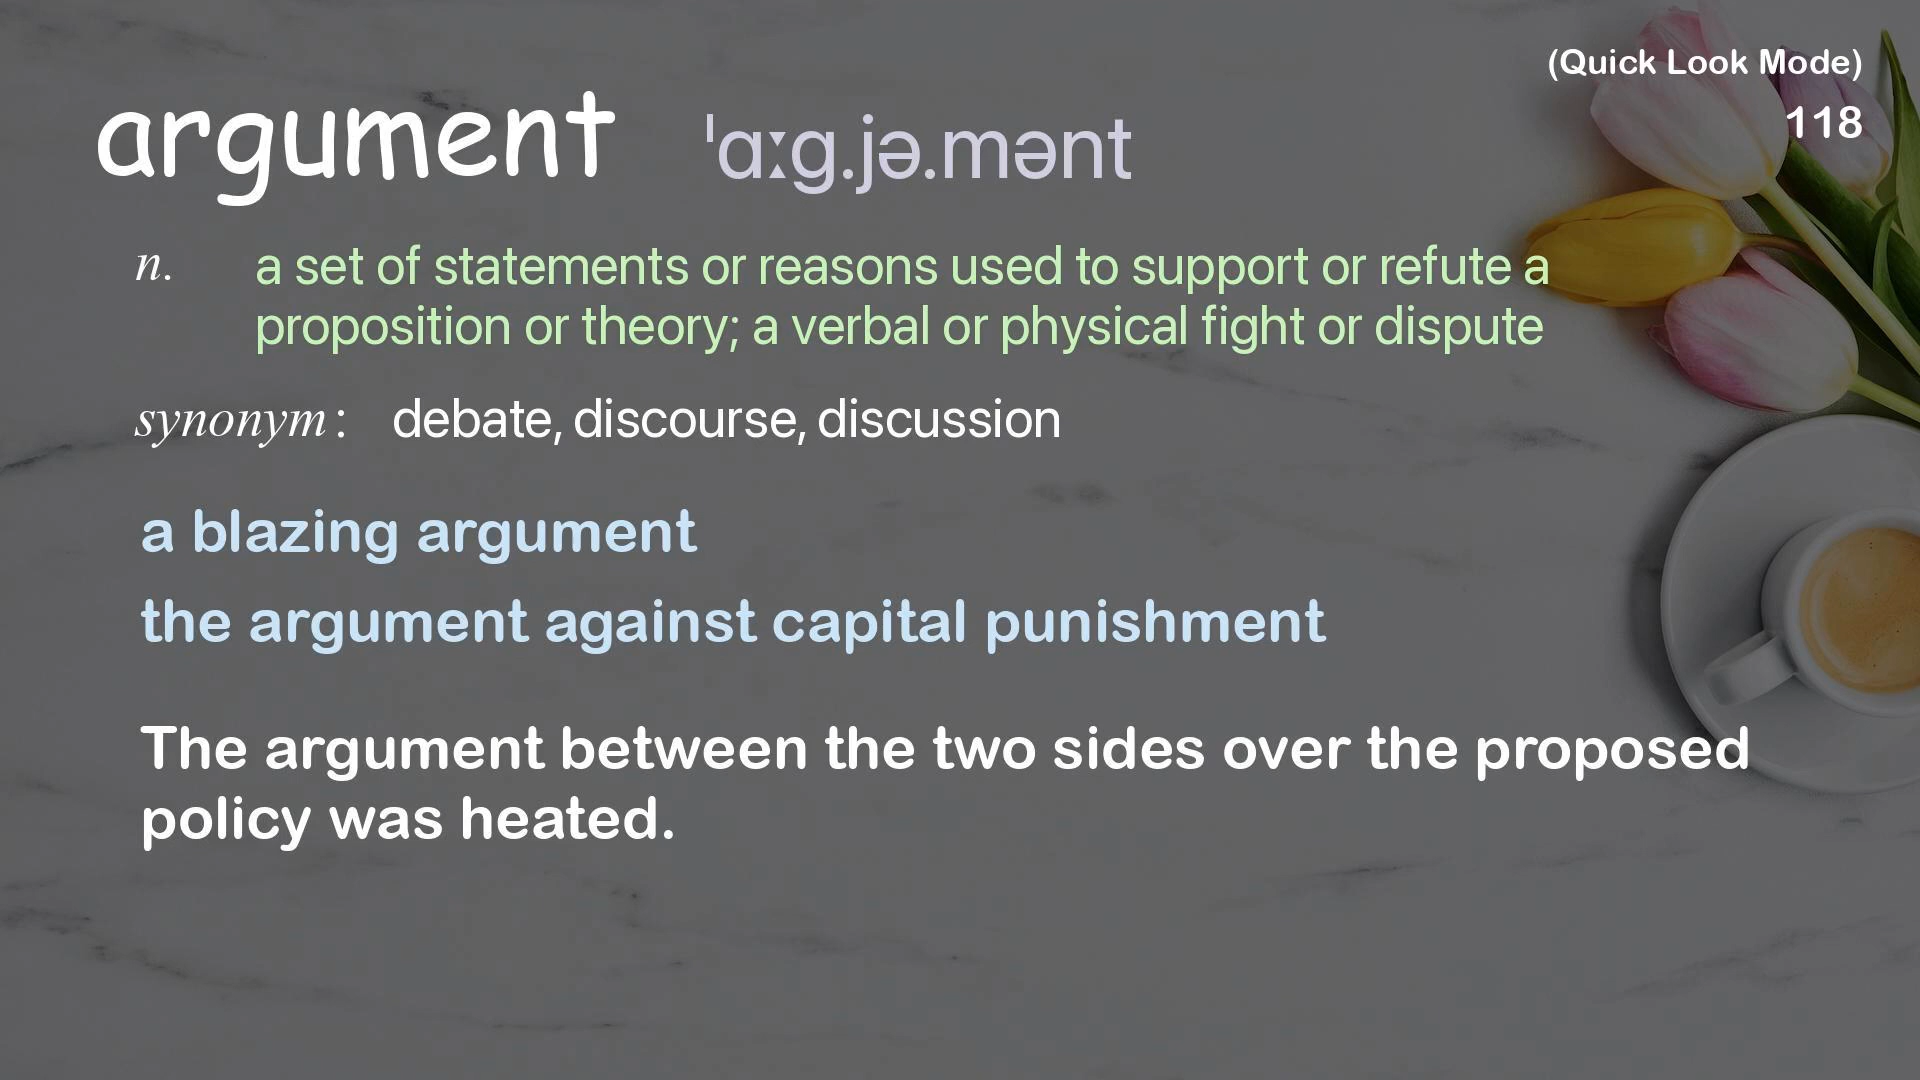 (Quick Look Mode)
118
argument ˈɑːɡ.jə.mənt
n. a set of statements or reasons used to support or refute a
proposition or theory; a verbal or physical fight or dispute
synonym: debate, discourse, discussion
a blazing argument
the argument against capital punishment
The argument between the two sides over the proposed
policy was heated.